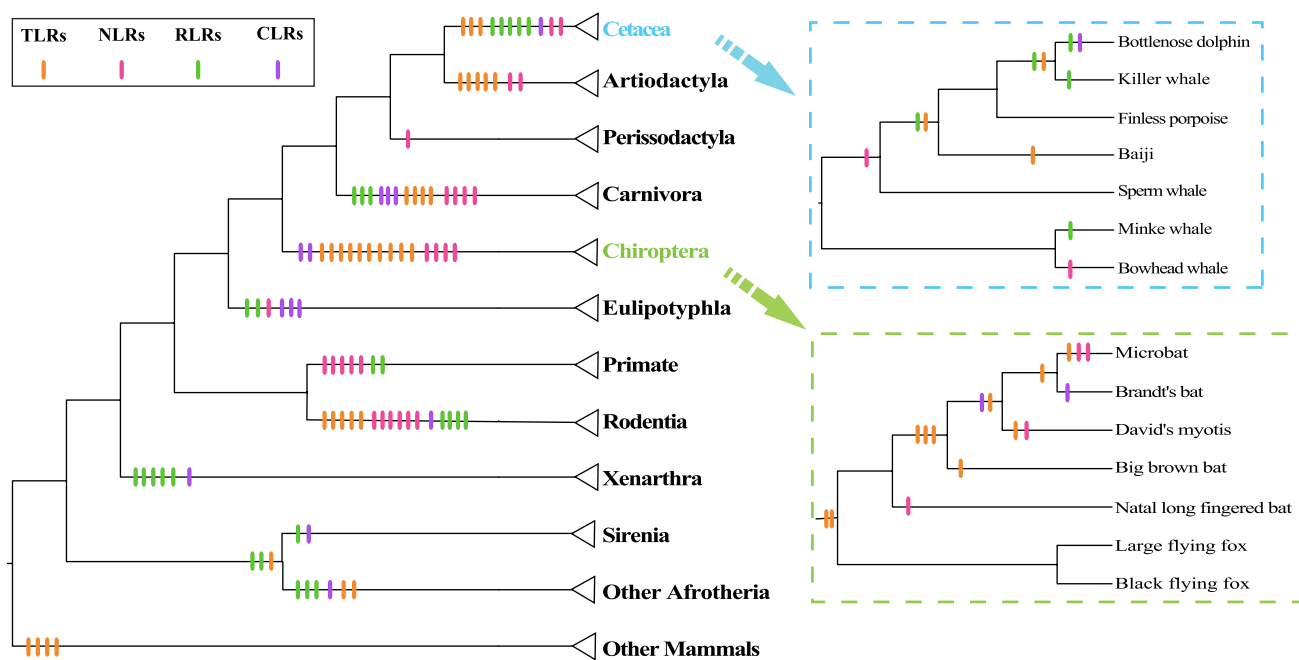 TLRs NLRs RLRs CLRs
Cetacea
Artiodactyla
Perissodactyla
Carnivora
Chiroptera
Eulipotyphla
Primate
Rodentia
Xenarthra
Sirenia
Other Afrotheria
Other Mammals
Bottlenose dolphin
Killer whale
Finless porpoise
Baiji
Sperm whale
Minke whale
Bowhead whale
Microbat
Brandt's bat
David's myotis
Big brown bat
Natal long fingered bat
Large flying fox
Black flying fox